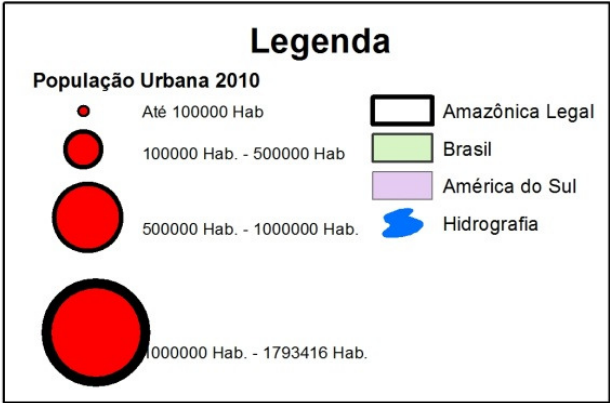 Legenda
População Urbana 2010
Até 100000 Hab
100000 Hab. - 500000 Hab
500000 Hab. - 1000000 Hab.
1000000 Hab. - 1793416 Hab.
Amazônica Legal
Brasil
América do Sul
Hidrografia